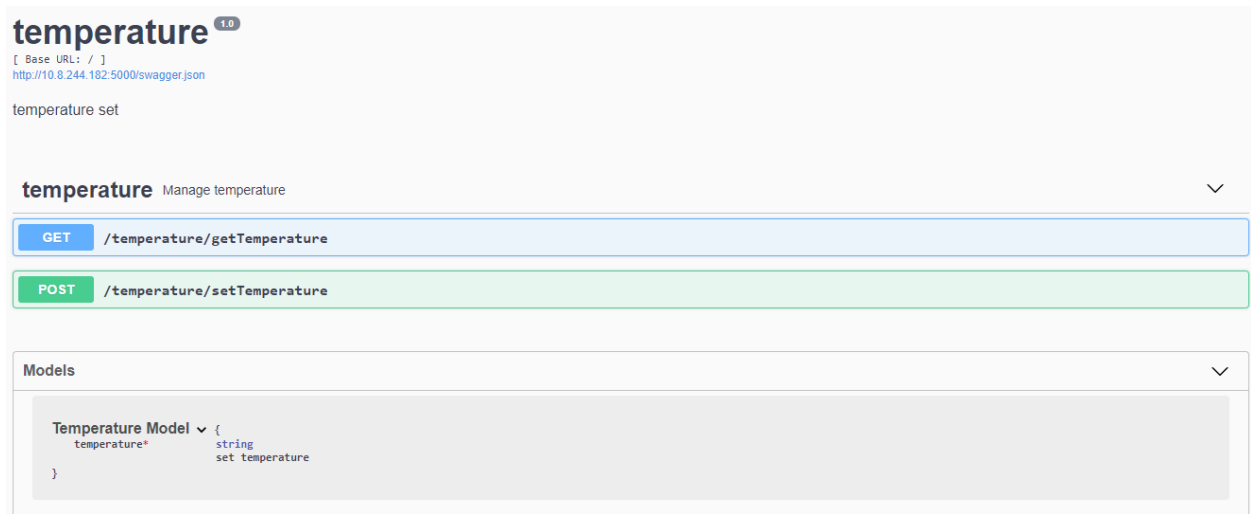 temperature 1.0
[ Base URL: / ]
http://10.8.244.182:5000/swagger.json
temperature set
temperature Manage temperature
GET /temperature/getTemperature
POST /temperature/setTemperature
Models
Temperature Model {
temperature* string
set temperature
}